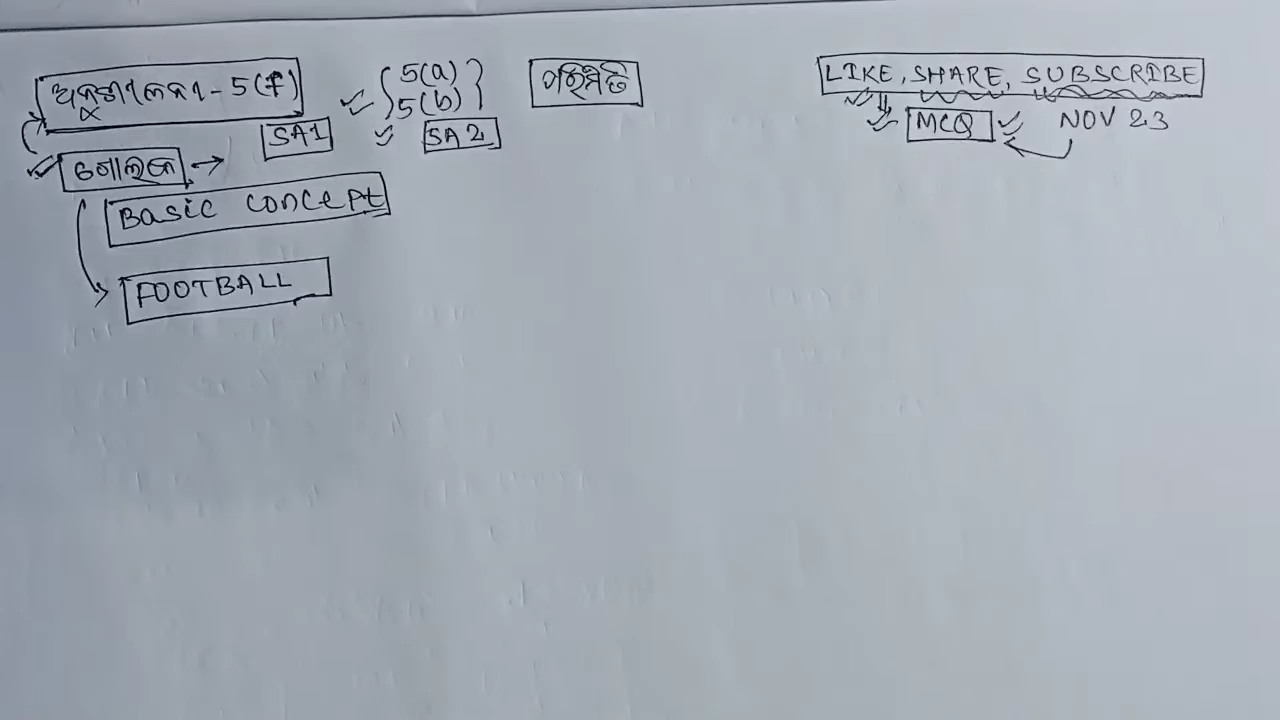 ଅନୁଶୀଳନୀ - 5(f)
5(a)
5(b)
ପରିମିତି
LIKE, SHARE, SUBSCRIBE
SA1
SA2
MCQ
NOV 23
ଗୋଲକ →
Basic concept
FOOTBALL